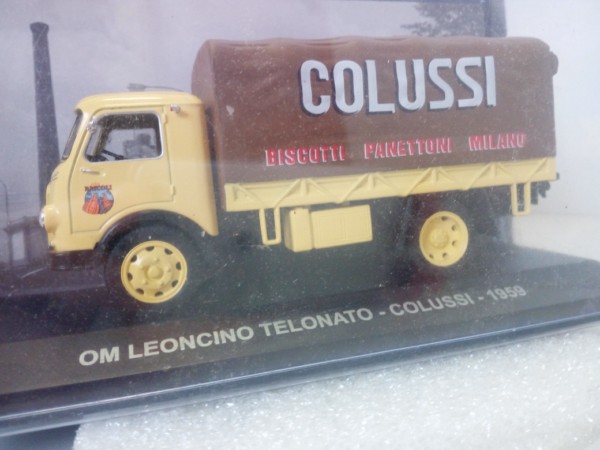 COLUSSI
BISCOTTI PANETTONI MILANO
OM LEONCINO TELONATO - COLUSSI - 1959